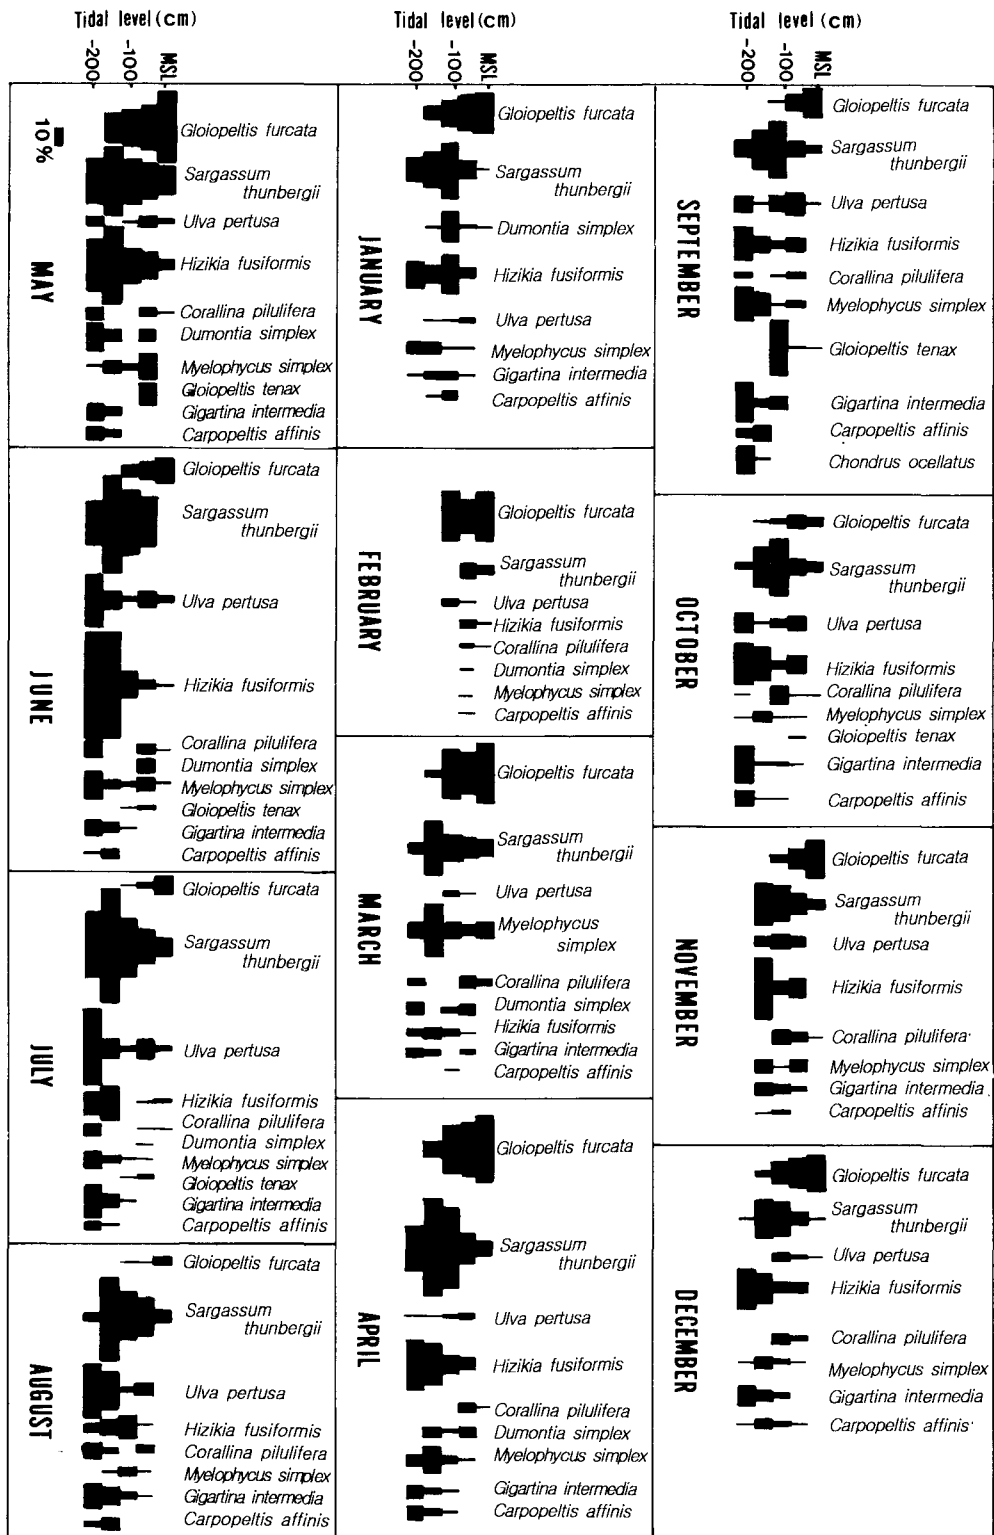 Tidal level (cm)
-200
-100
MSL
Gloiopeltis furcata
Sargassum
thunbergii
Ulva pertusa
Hizikia fusiformis
Corallina pilulifera
Dumontia simplex
Myelophycus simplex
Gloiopeltis tenax
Gigartina intermedia
Carpopeltis affinis
10%
MAY
Gloiopeltis furcata
Sargassum
thunbergii
Ulva pertusa
Hizikia fusiformis
Corallina pilulifera
Dumontia simplex
Myelophycus simplex
Gloiopeltis tenax
Gigartina intermedia
Carpopeltis affinis
JUNE
Gloiopeltis furcata
Sargassum
thunbergii
Ulva pertusa
Hizikia fusiformis
Corallina pilulifera
Dumontia simplex
Myelophycus simplex
Gloiopeltis tenax
Gigartina intermedia
Carpopeltis affinis
JULY
Gloiopeltis furcata
Sargassum
thunbergii
Ulva pertusa
Hizikia fusiformis
Corallina pilulifera
Myelophycus simplex
Gigartina intermedia
Carpopeltis affinis
AUGUST
Tidal level (cm)
-200
-100
MSL
Gloiopeltis furcata
Sargassum
thunbergii
Dumontia simplex
Hizikia fusiformis
Ulva pertusa
Myelophycus simplex
Gigartina intermedia
Carpopeltis affinis
JANUARY
Gloiopeltis furcata
Sargassum
thunbergii
Ulva pertusa
Hizikia fusiformis
Corallina pilulifera
Dumontia simplex
Myelophycus simplex
Carpopeltis affinis
FEBRUARY
Gloiopeltis furcata
Sargassum
thunbergii
Ulva pertusa
Myelophycus
simplex
Corallina pilulifera
Dumontia simplex
Hizikia fusiformis
Gigartina intermedia
Carpopeltis affinis
MARCH
Gloiopeltis furcata
Sargassum
thunbergii
Ulva pertusa
Hizikia fusiformis
Corallina pilulifera
Dumontia simplex
Myelophycus simplex
Gigartina intermedia
Carpopeltis affinis
APRIL
Tidal level (cm)
-200
-100
MSL
Gloiopeltis furcata
Sargassum
thunbergii
Ulva pertusa
Hizikia fusiformis
Corallina pilulifera
Myelophycus simplex
Gloiopeltis tenax
Gigartina intermedia
Carpopeltis affinis
Chondrus ocellatus
SEPTEMBER
Gloiopeltis furcata
Sargassum
thunbergii
Ulva pertusa
Hizikia fusiformis
Corallina pilulifera
Myelophycus simplex
Gloiopeltis tenax
Gigartina intermedia
Carpopeltis affinis
OCTOBER
Gloiopeltis furcata
Sargassum
thunbergii
Ulva pertusa
Hizikia fusiformis
Corallina pilulifera
Myelophycus simplex
Gigartina intermedia
Carpopeltis affinis
NOVEMBER
Gloiopeltis furcata
Sargassum
thunbergii
Ulva pertusa
Hizikia fusiformis
Corallina pilulifera
Myelophycus simplex
Gigartina intermedia
Carpopeltis affinis
DECEMBER